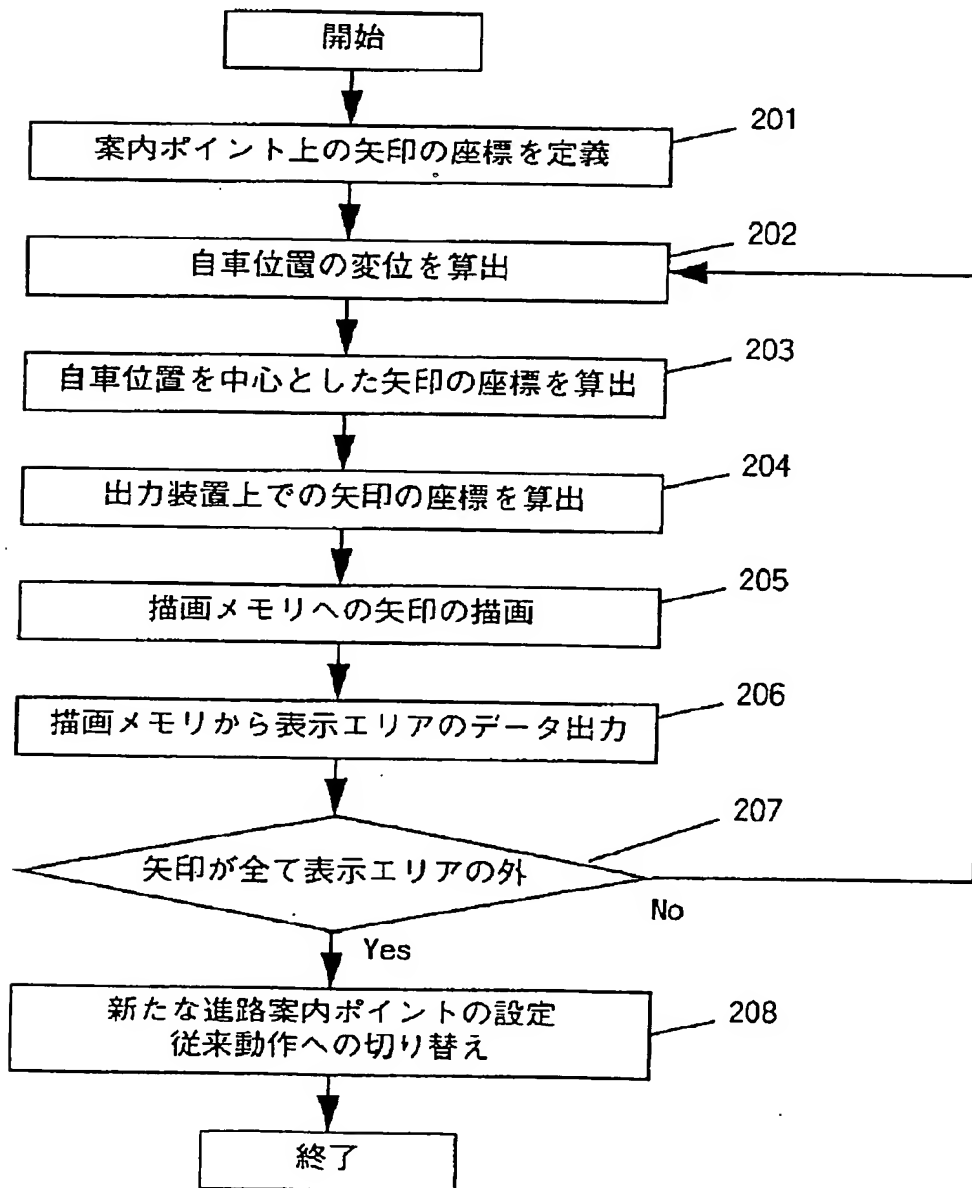 開始
201
案内ポイント上の矢印の座標を定義
202
自車位置の変位を算出
203
自車位置を中心とした矢印の座標を算出
204
出力装置上での矢印の座標を算出
205
描画メモリへの矢印の描画
206
描画メモリから表示エリアのデータ出力
207
矢印が全て表示エリアの外
No
Yes
新たな進路案内ポイントの設定
従来動作への切り替え
208
終了